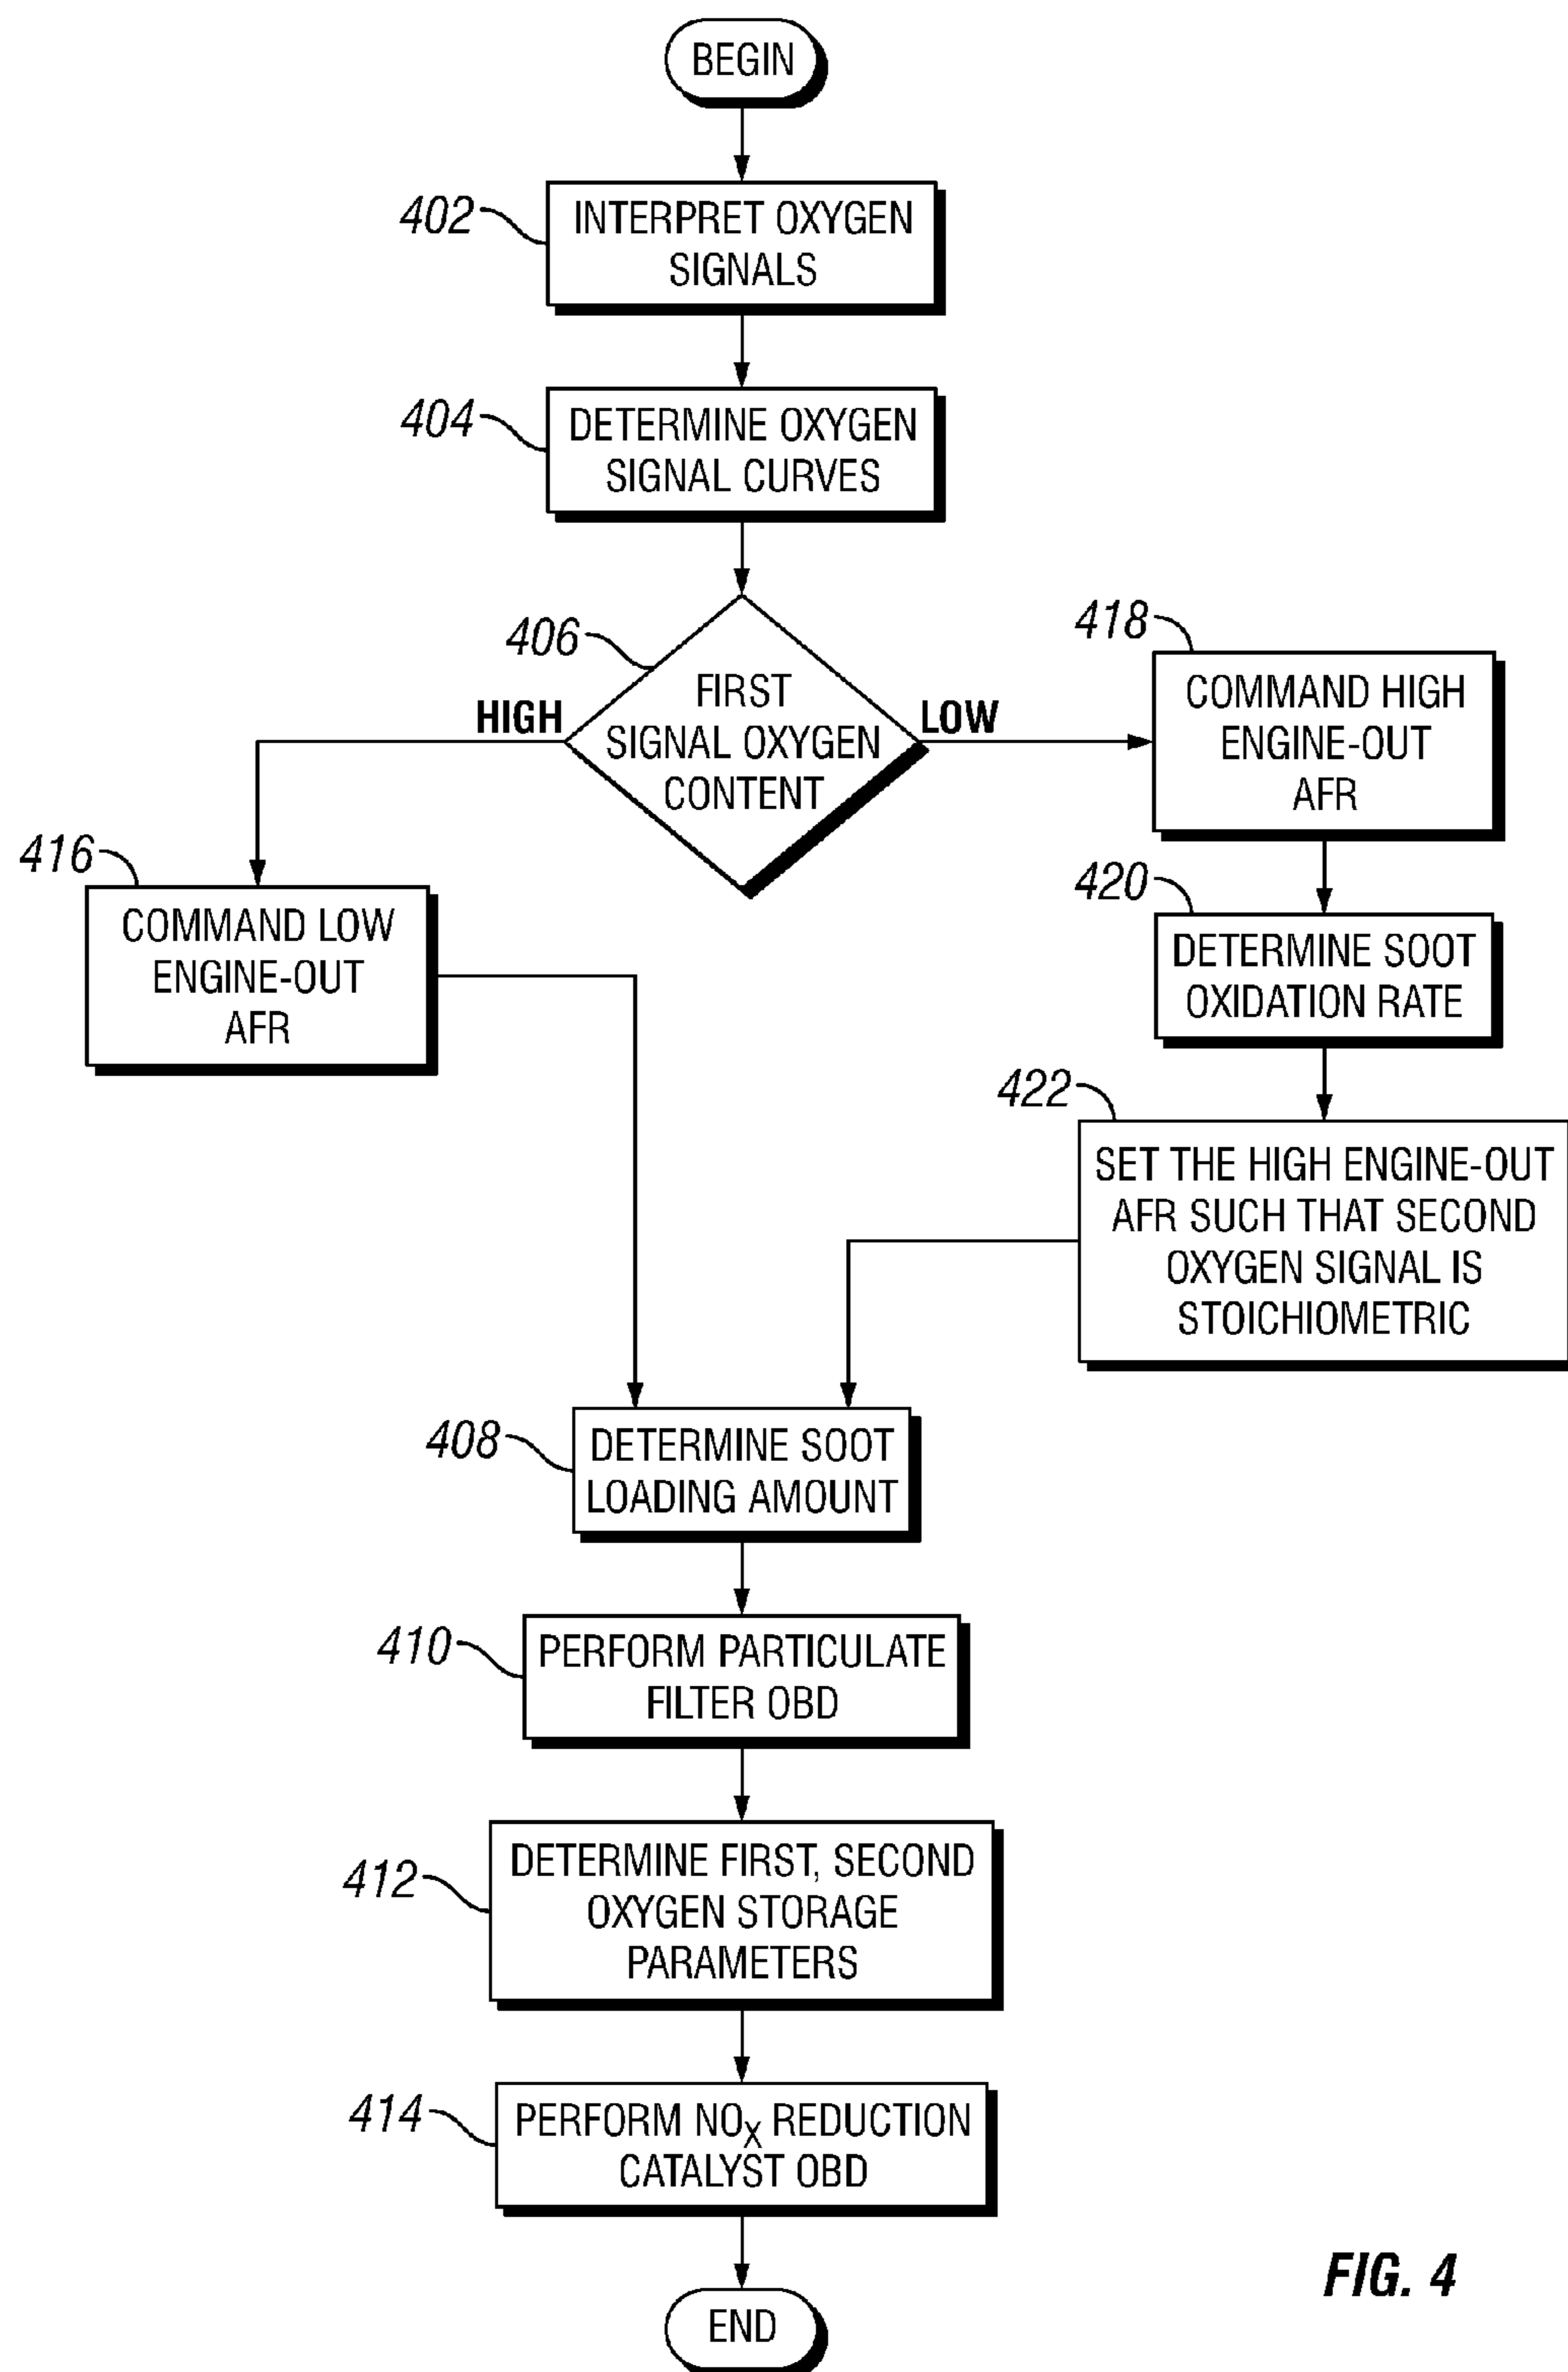 BEGIN
402
INTERPRET OXYGEN
SIGNALS
404
DETERMINE OXYGEN
SIGNAL CURVES
406
FIRST
SIGNAL OXYGEN
CONTENT
HIGH
LOW
418
COMMAND HIGH
ENGINE-OUT
AFR
416
COMMAND LOW
ENGINE-OUT
AFR
420
DETERMINE SOOT
OXIDATION RATE
422
SET THE HIGH ENGINE-OUT
AFR SUCH THAT SECOND
OXYGEN SIGNAL IS
STOICHIOMETRIC
408
DETERMINE SOOT
LOADING AMOUNT
410
PERFORM PARTICULATE
FILTER OBD
412
DETERMINE FIRST, SECOND
OXYGEN STORAGE
PARAMETERS
414
PERFORM NOX REDUCTION
CATALYST OBD
END
FIG. 4